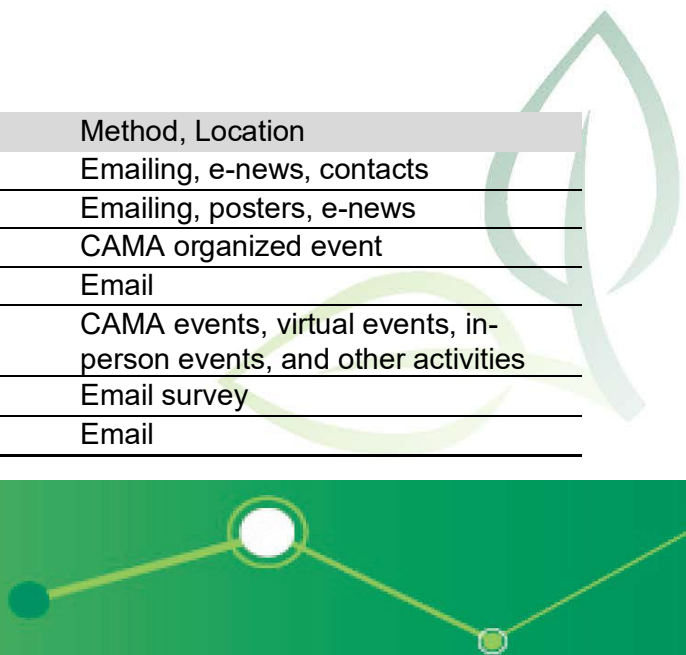 Method, Location
Emailing, e-news, contacts
Emailing, posters, e-news
CAMA organized event
Email
CAMA events, virtual events, in-
person events, and other activities
Email survey
Email